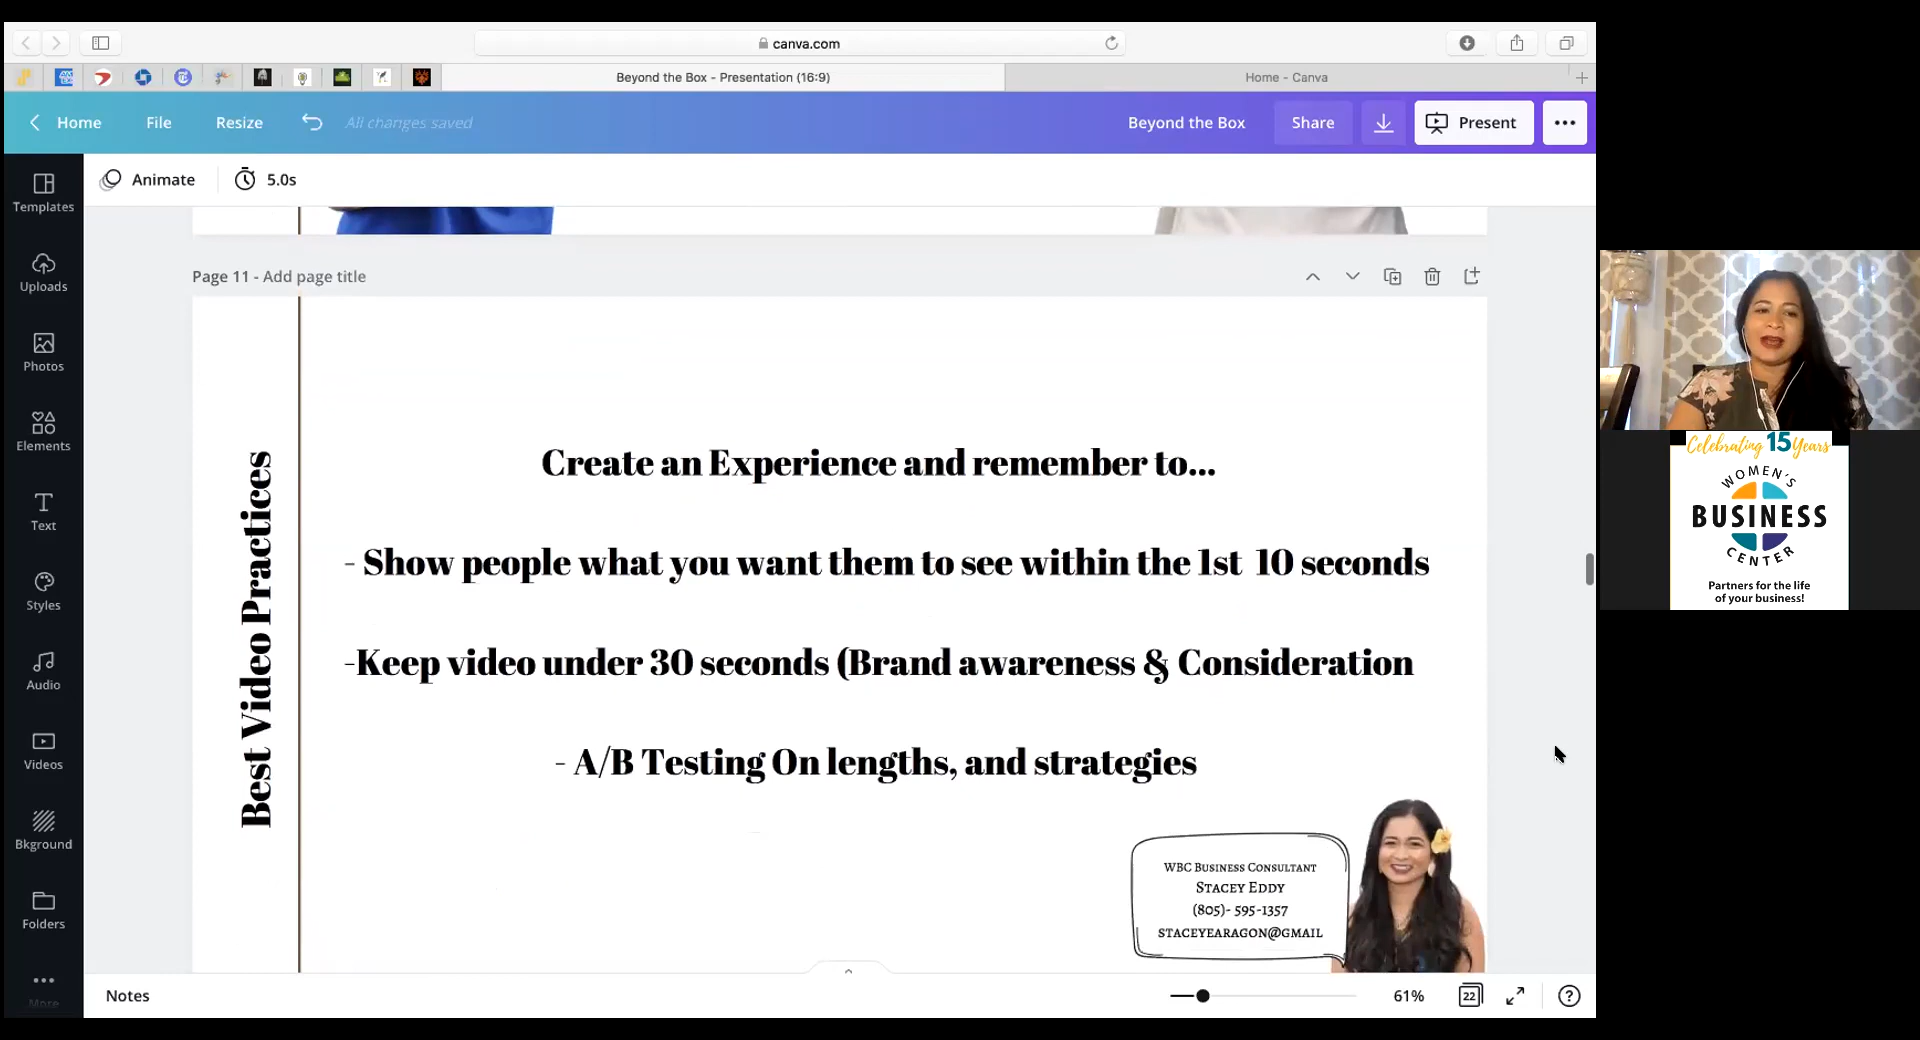 canva.com
Beyond the Box - Presentation (16:9)
Home - Canva
Home
File
Resize
All changes saved
Beyond the Box
Share
Present
Animate
5.0s
Templates
Uploads
Photos
Elements
Text
Styles
Audio
Videos
Bkground
Folders
More
Page 11 - Add page title
Best Video Practices
Create an Experience and remember to...
- Show people what you want them to see within the 1st 10 seconds
-Keep video under 30 seconds (Brand awareness & Consideration
- A/B Testing On lengths, and strategies
WBC Business Consultant
Stacey Eddy
(805)- 595-1357
staceyearagon@gmail
Notes
61%
22
Celebrating 15 Years
WOMEN'S
BUSINESS
CENTER
Partners for the life
of your business!